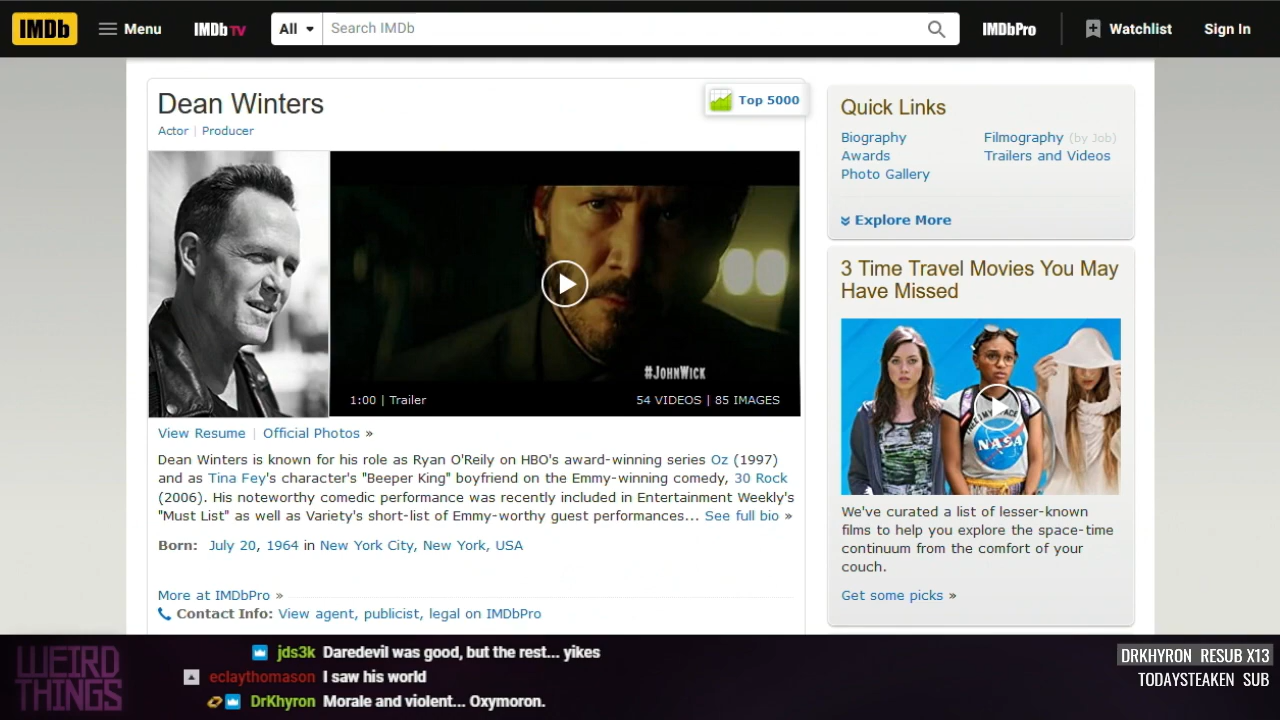 IMDb
Menu
IMDb TV
All
Search IMDb
IMDbPro
Watchlist
Sign In
Dean Winters
Top 5000
Actor | Producer
#JOHNWICK
1:00 | Trailer
54 VIDEOS | 85 IMAGES
View Resume | Official Photos »
Dean Winters is known for his role as Ryan O'Reily on HBO's award-winning series Oz (1997)
and as Tina Fey's character's "Beeper King" boyfriend on the Emmy-winning comedy, 30 Rock
(2006). His noteworthy comedic performance was recently included in Entertainment Weekly's
"Must List" as well as Variety's short-list of Emmy-worthy guest performances... See full bio »
Born: July 20, 1964 in New York City, New York, USA
More at IMDbPro »
Contact Info: View agent, publicist, legal on IMDbPro
Quick Links
Biography
Filmography (by Job)
Awards
Trailers and Videos
Photo Gallery
Explore More
3 Time Travel Movies You May
Have Missed
NASA
We've curated a list of lesser-known
films to help you explore the space-time
continuum from the comfort of your
couch.
Get some picks »
WEIRD
THINGS
jds3k Daredevil was good, but the rest... yikes
eclaythomason I saw his world
DrKhyron Morale and violent... Oxymoron.
DRKHYRON RESUB X13
TODAYSTEAKEN SUB